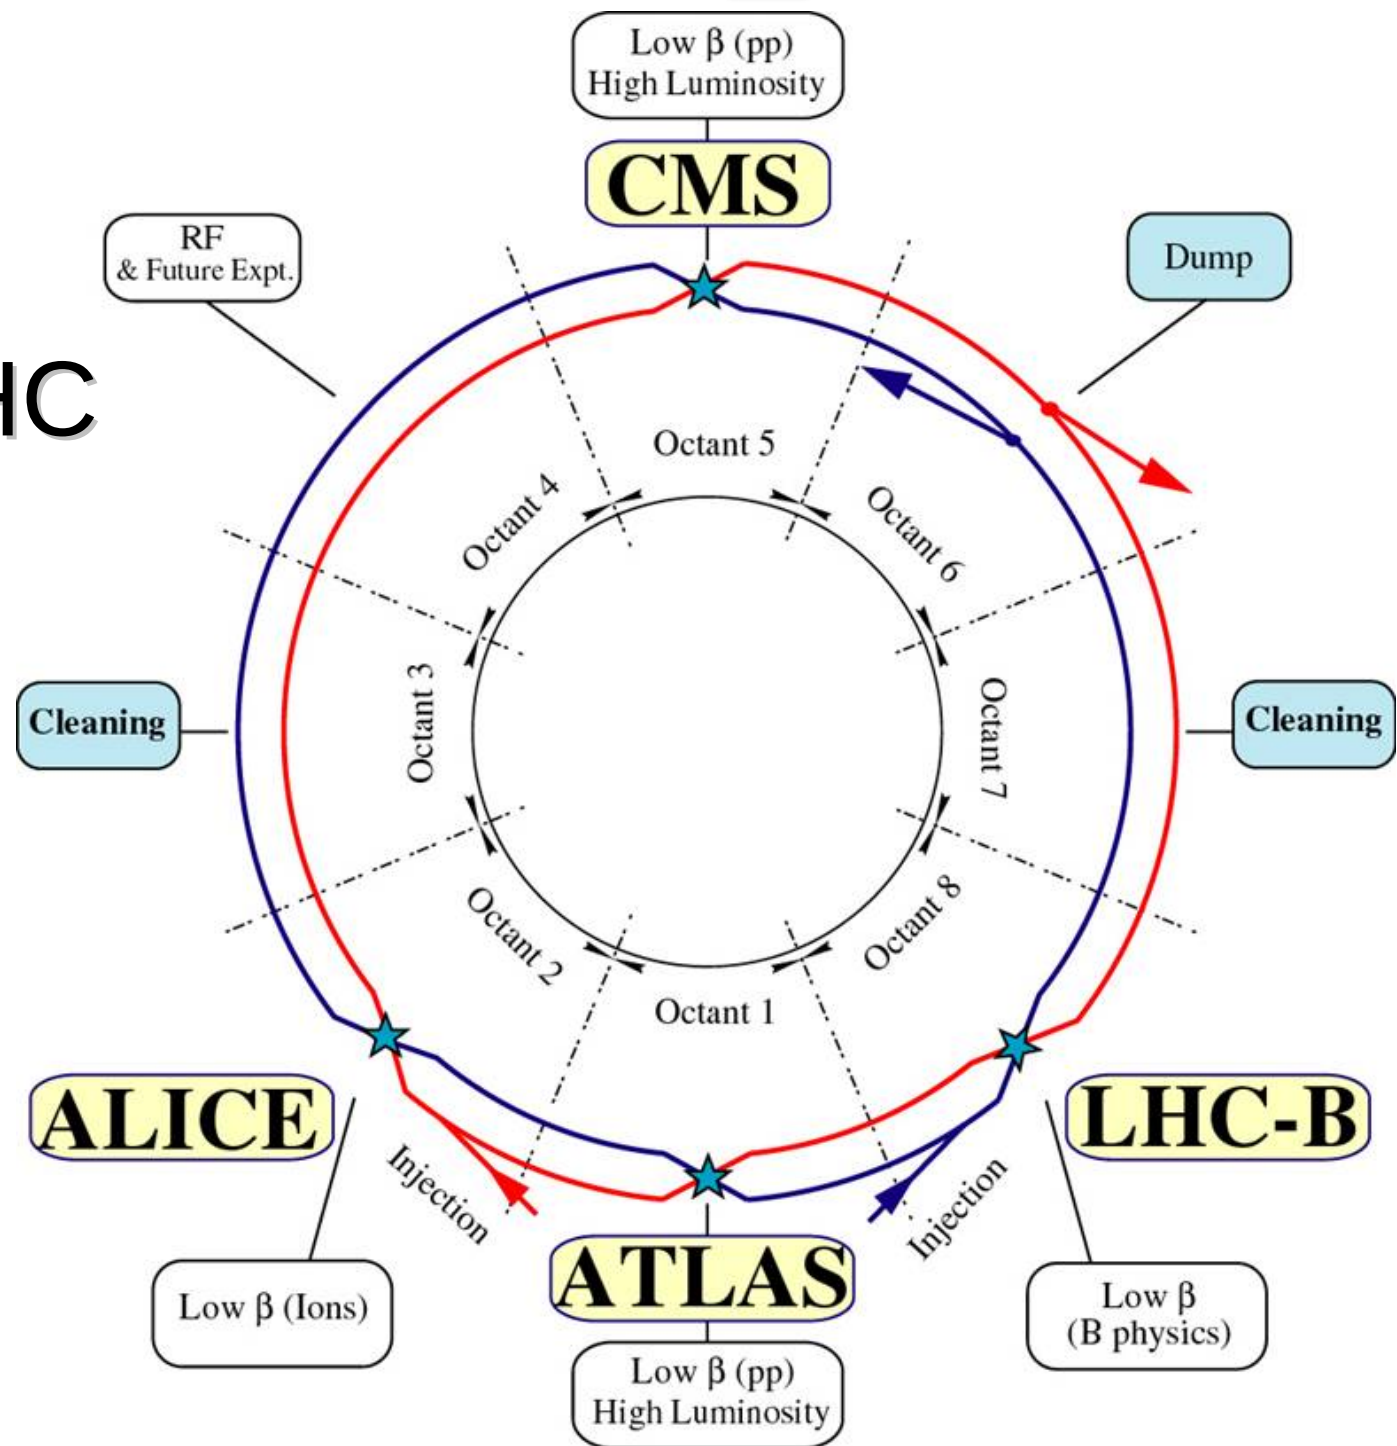 Low β (pp)
High Luminosity
CMS
RF
& Future Expt.
Dump
HC
Octant 5
Octant 4
Octant 6
Cleaning
Octant 3
Octant 7
Cleaning
Octant 2
Octant 8
Octant 1
ALICE
LHC-B
Injection
Injection
ATLAS
Low β (Ions)
Low β
(B physics)
Low β (pp)
High Luminosity